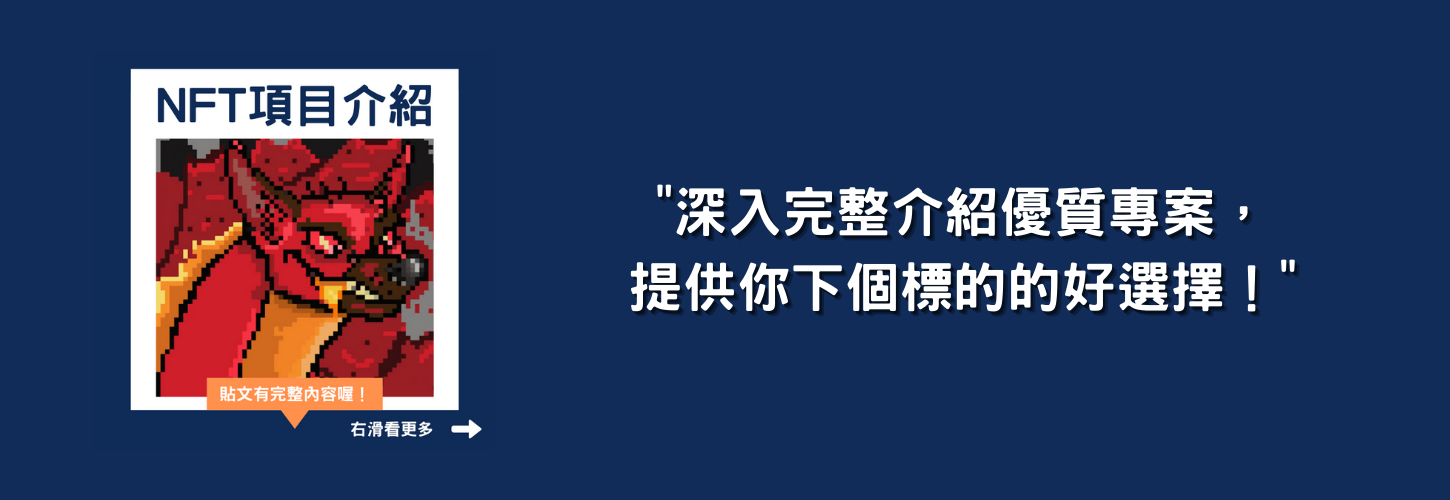 NFT項目介紹
貼文有完整內容喔！
右滑看更多
"深入完整介紹優質專案，
提供你下個標的的好選擇！"